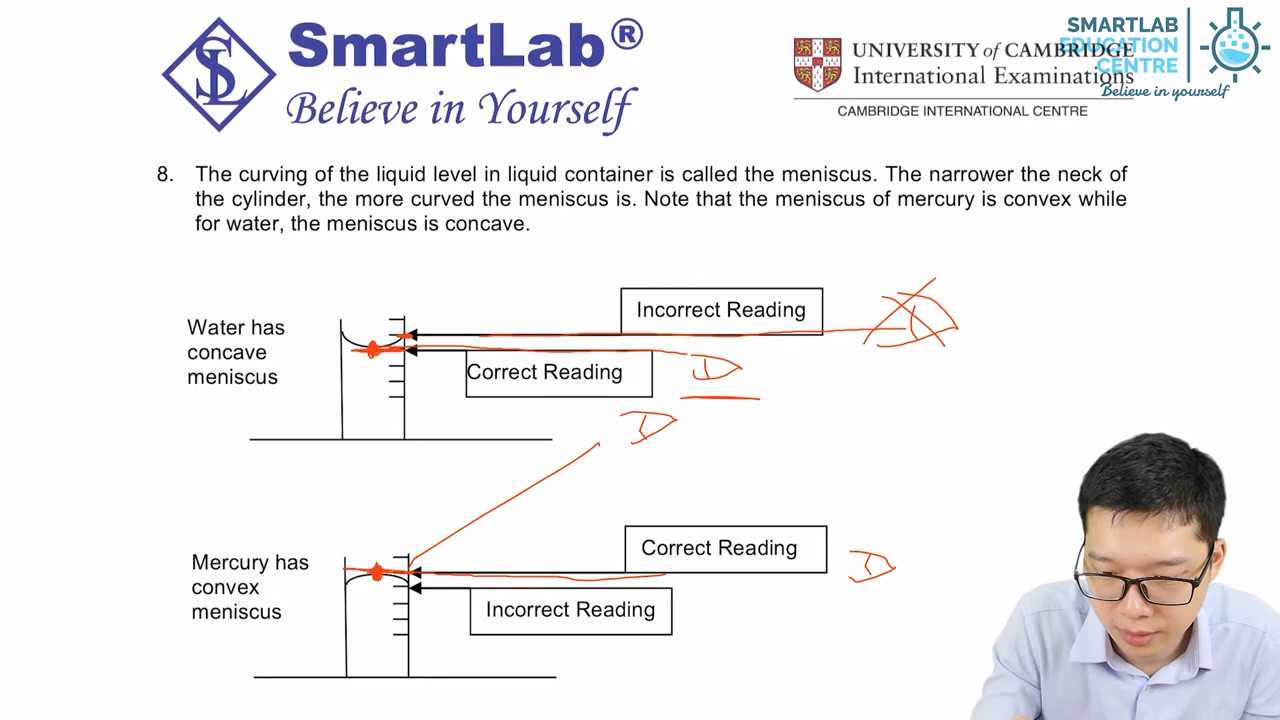 SmartLab®
Believe in Yourself
UNIVERSITY of CAMBRIDGE
International Examinations
CAMBRIDGE INTERNATIONAL CENTRE
SMARTLAB
EDUCATION
CENTRE
Believe in yourself
8. The curving of the liquid level in liquid container is called the meniscus. The narrower the neck of
the cylinder, the more curved the meniscus is. Note that the meniscus of mercury is convex while
for water, the meniscus is concave.
Incorrect Reading
Water has
concave
meniscus
Correct Reading
Correct Reading
Mercury has
convex
meniscus
Incorrect Reading